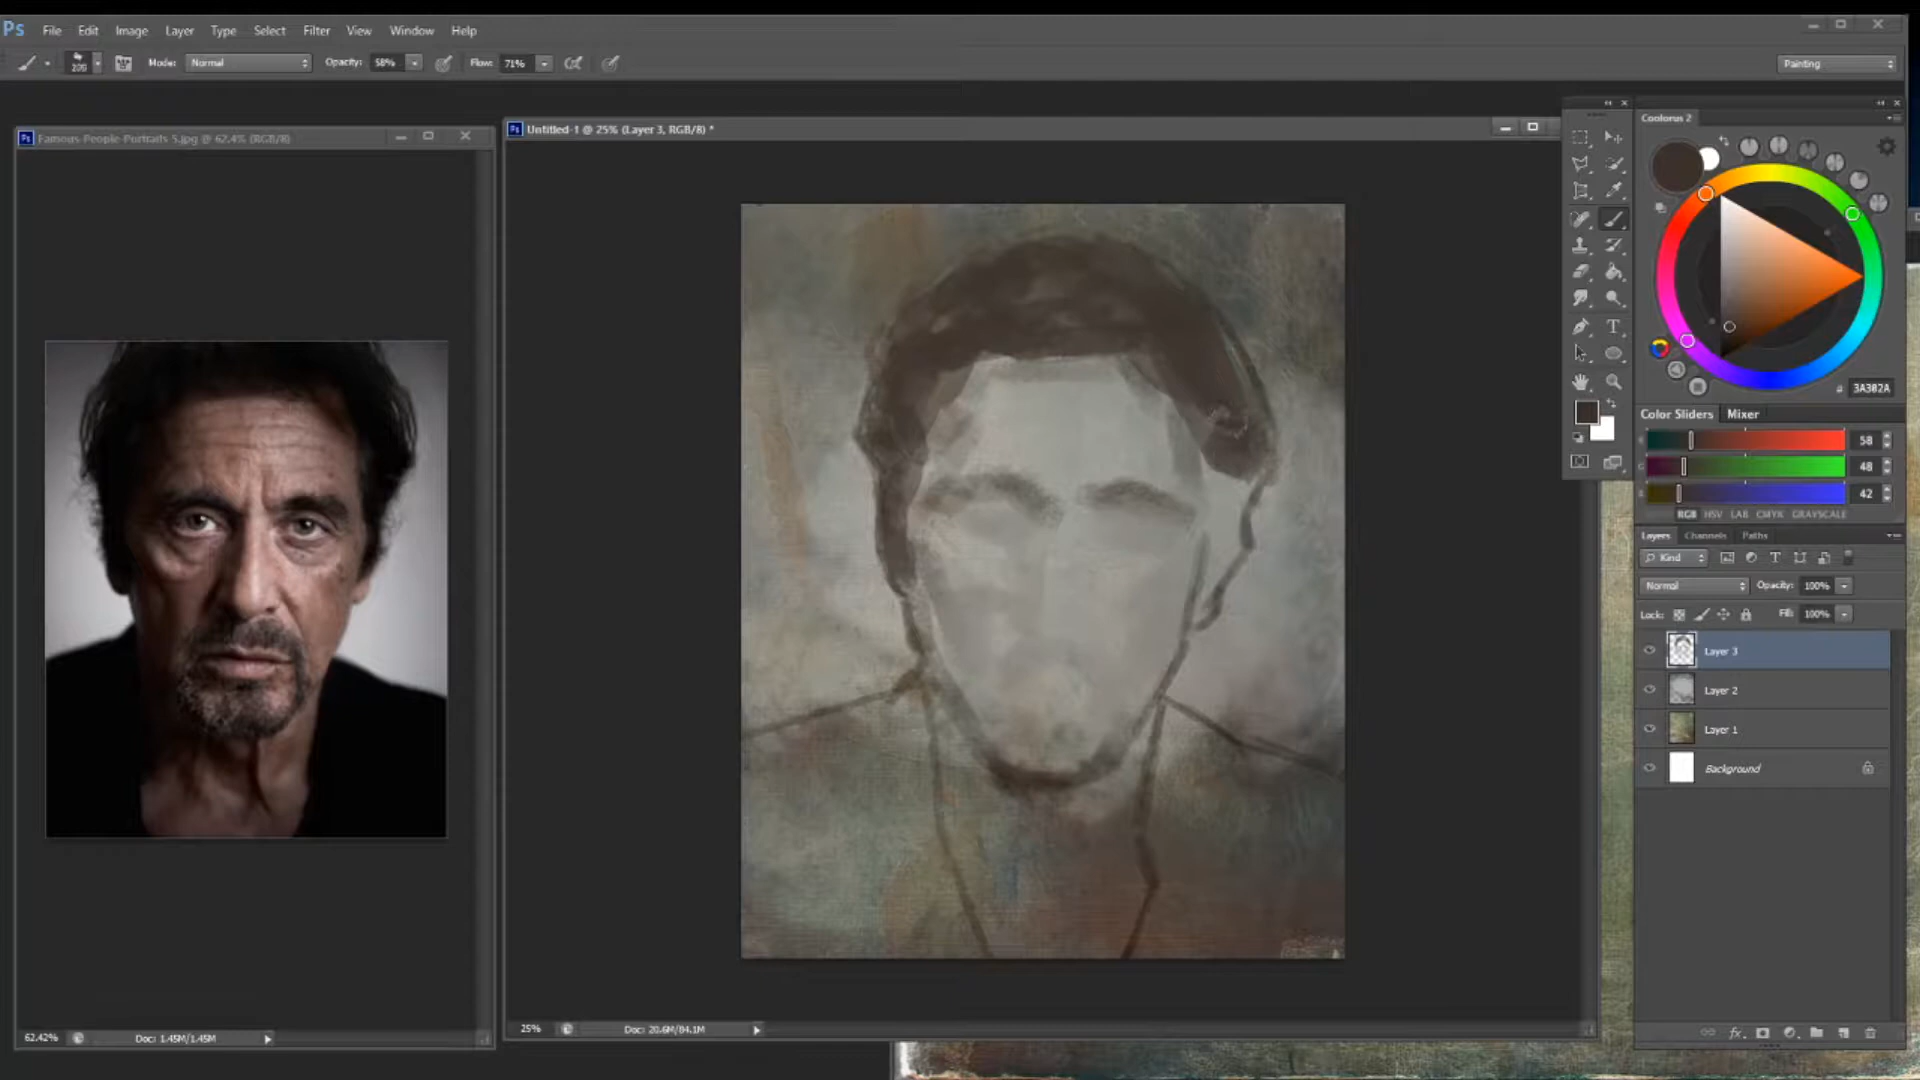 Ps File Edit Image Layer Type Select Filter View Window Help
200 Mode: Normal Opacity: 58% Flow: 71% Painting
Ps Famous-People-Portraits 5.jpg @ 62.4% (RGB/8)
Ps Untitled-1 @ 25% (Layer 3, RGB/8) *
Coolorus 2
# 3A302A
Color Sliders Mixer
58
G 48
B 42
RGB HSV LAB CMYK GRAYSCALE
Layers Channels Paths
Kind T
Normal Opacity: 100%
Lock: Fill: 100%
Layer 3
Layer 2
Layer 1
Background
fx
25% Doc: 20.6M/84.1M
62.42% Doc: 1.45M/1.45M